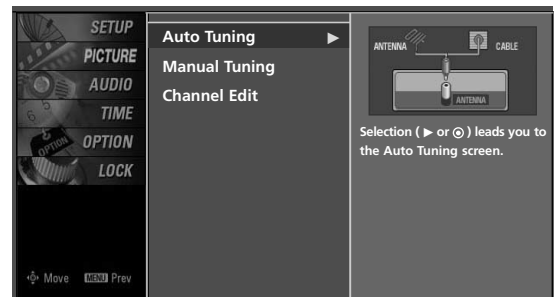 SETUP
PICTURE
AUDIO
TIME
OPTION
LOCK
Move MENU Prev
Auto Tuning ▶
Manual Tuning
Channel Edit
ANTENNA
CABLE
ANTENNA
Selection ( ▶ or ⊙ ) leads you to
the Auto Tuning screen.